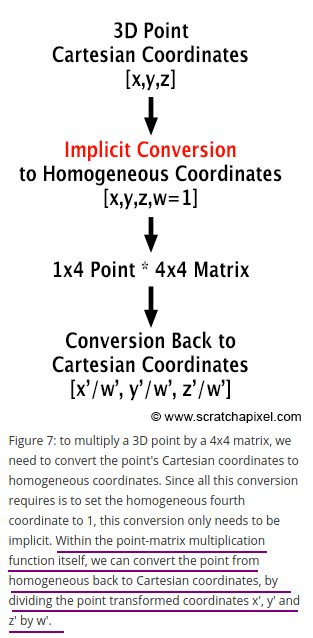 3D Point
Cartesian Coordinates
[x,y,z]
Implicit Conversion
to Homogeneous Coordinates
[x,y,z,w=1]
1x4 Point * 4x4 Matrix
Conversion Back to
Cartesian Coordinates
[x'/w', y'/w', z'/w']
© www.scratchapixel.com
Figure 7: to multiply a 3D point by a 4x4 matrix, we
need to convert the point's Cartesian coordinates to
homogeneous coordinates. Since all this conversion
requires is to set the homogeneous fourth
coordinate to 1, this conversion only needs to be
implicit. Within the point-matrix multiplication
function itself, we can convert the point from
homogeneous back to Cartesian coordinates, by
dividing the point transformed coordinates x', y' and
z' by w'.